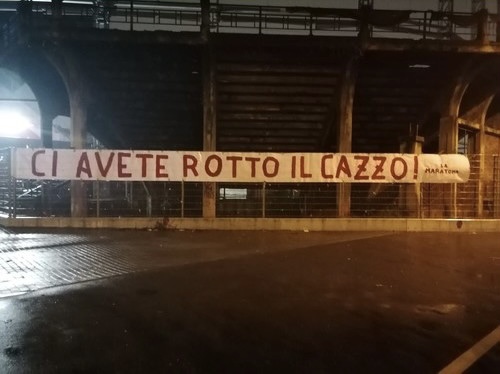 CI AVETE ROTTO IL CAZZO!
LA
MARATONA